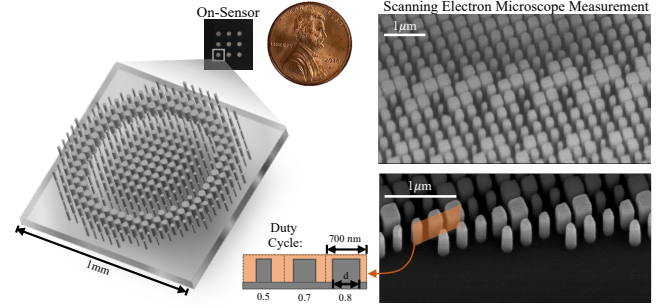 On-Sensor
LIBERTY
Scanning Electron Microscope Measurement
1μm
1μm
1mm
Duty
Cycle:
700 nm
d
0.5 0.7 0.8